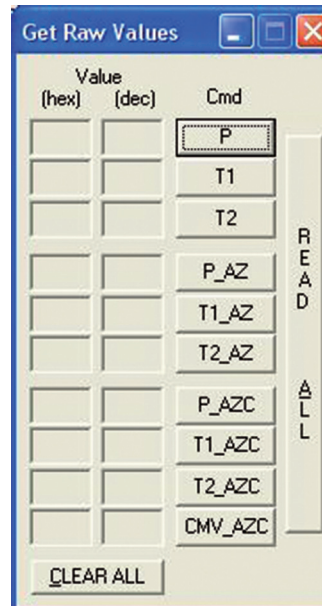 Get Raw Values
Value
(hex) (dec) Cmd
P
T1
T2
P_AZ
T1_AZ
T2_AZ
P_AZC
T1_AZC
T2_AZC
CMV_AZC
READ ALL
CLEAR ALL